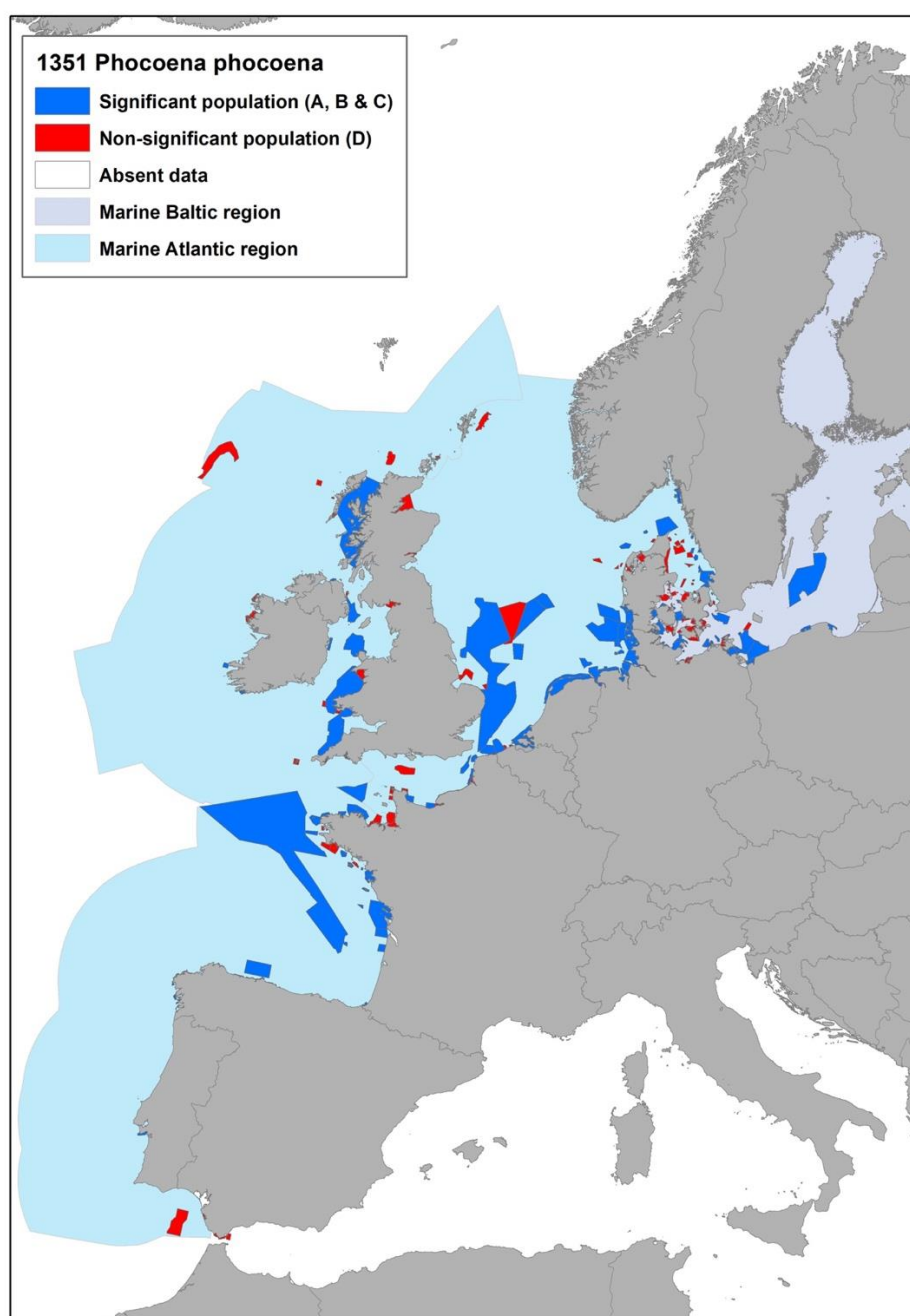 1351 Phocoena phocoena
Significant population (A, B & C)
Non-significant population (D)
Absent data
Marine Baltic region
Marine Atlantic region